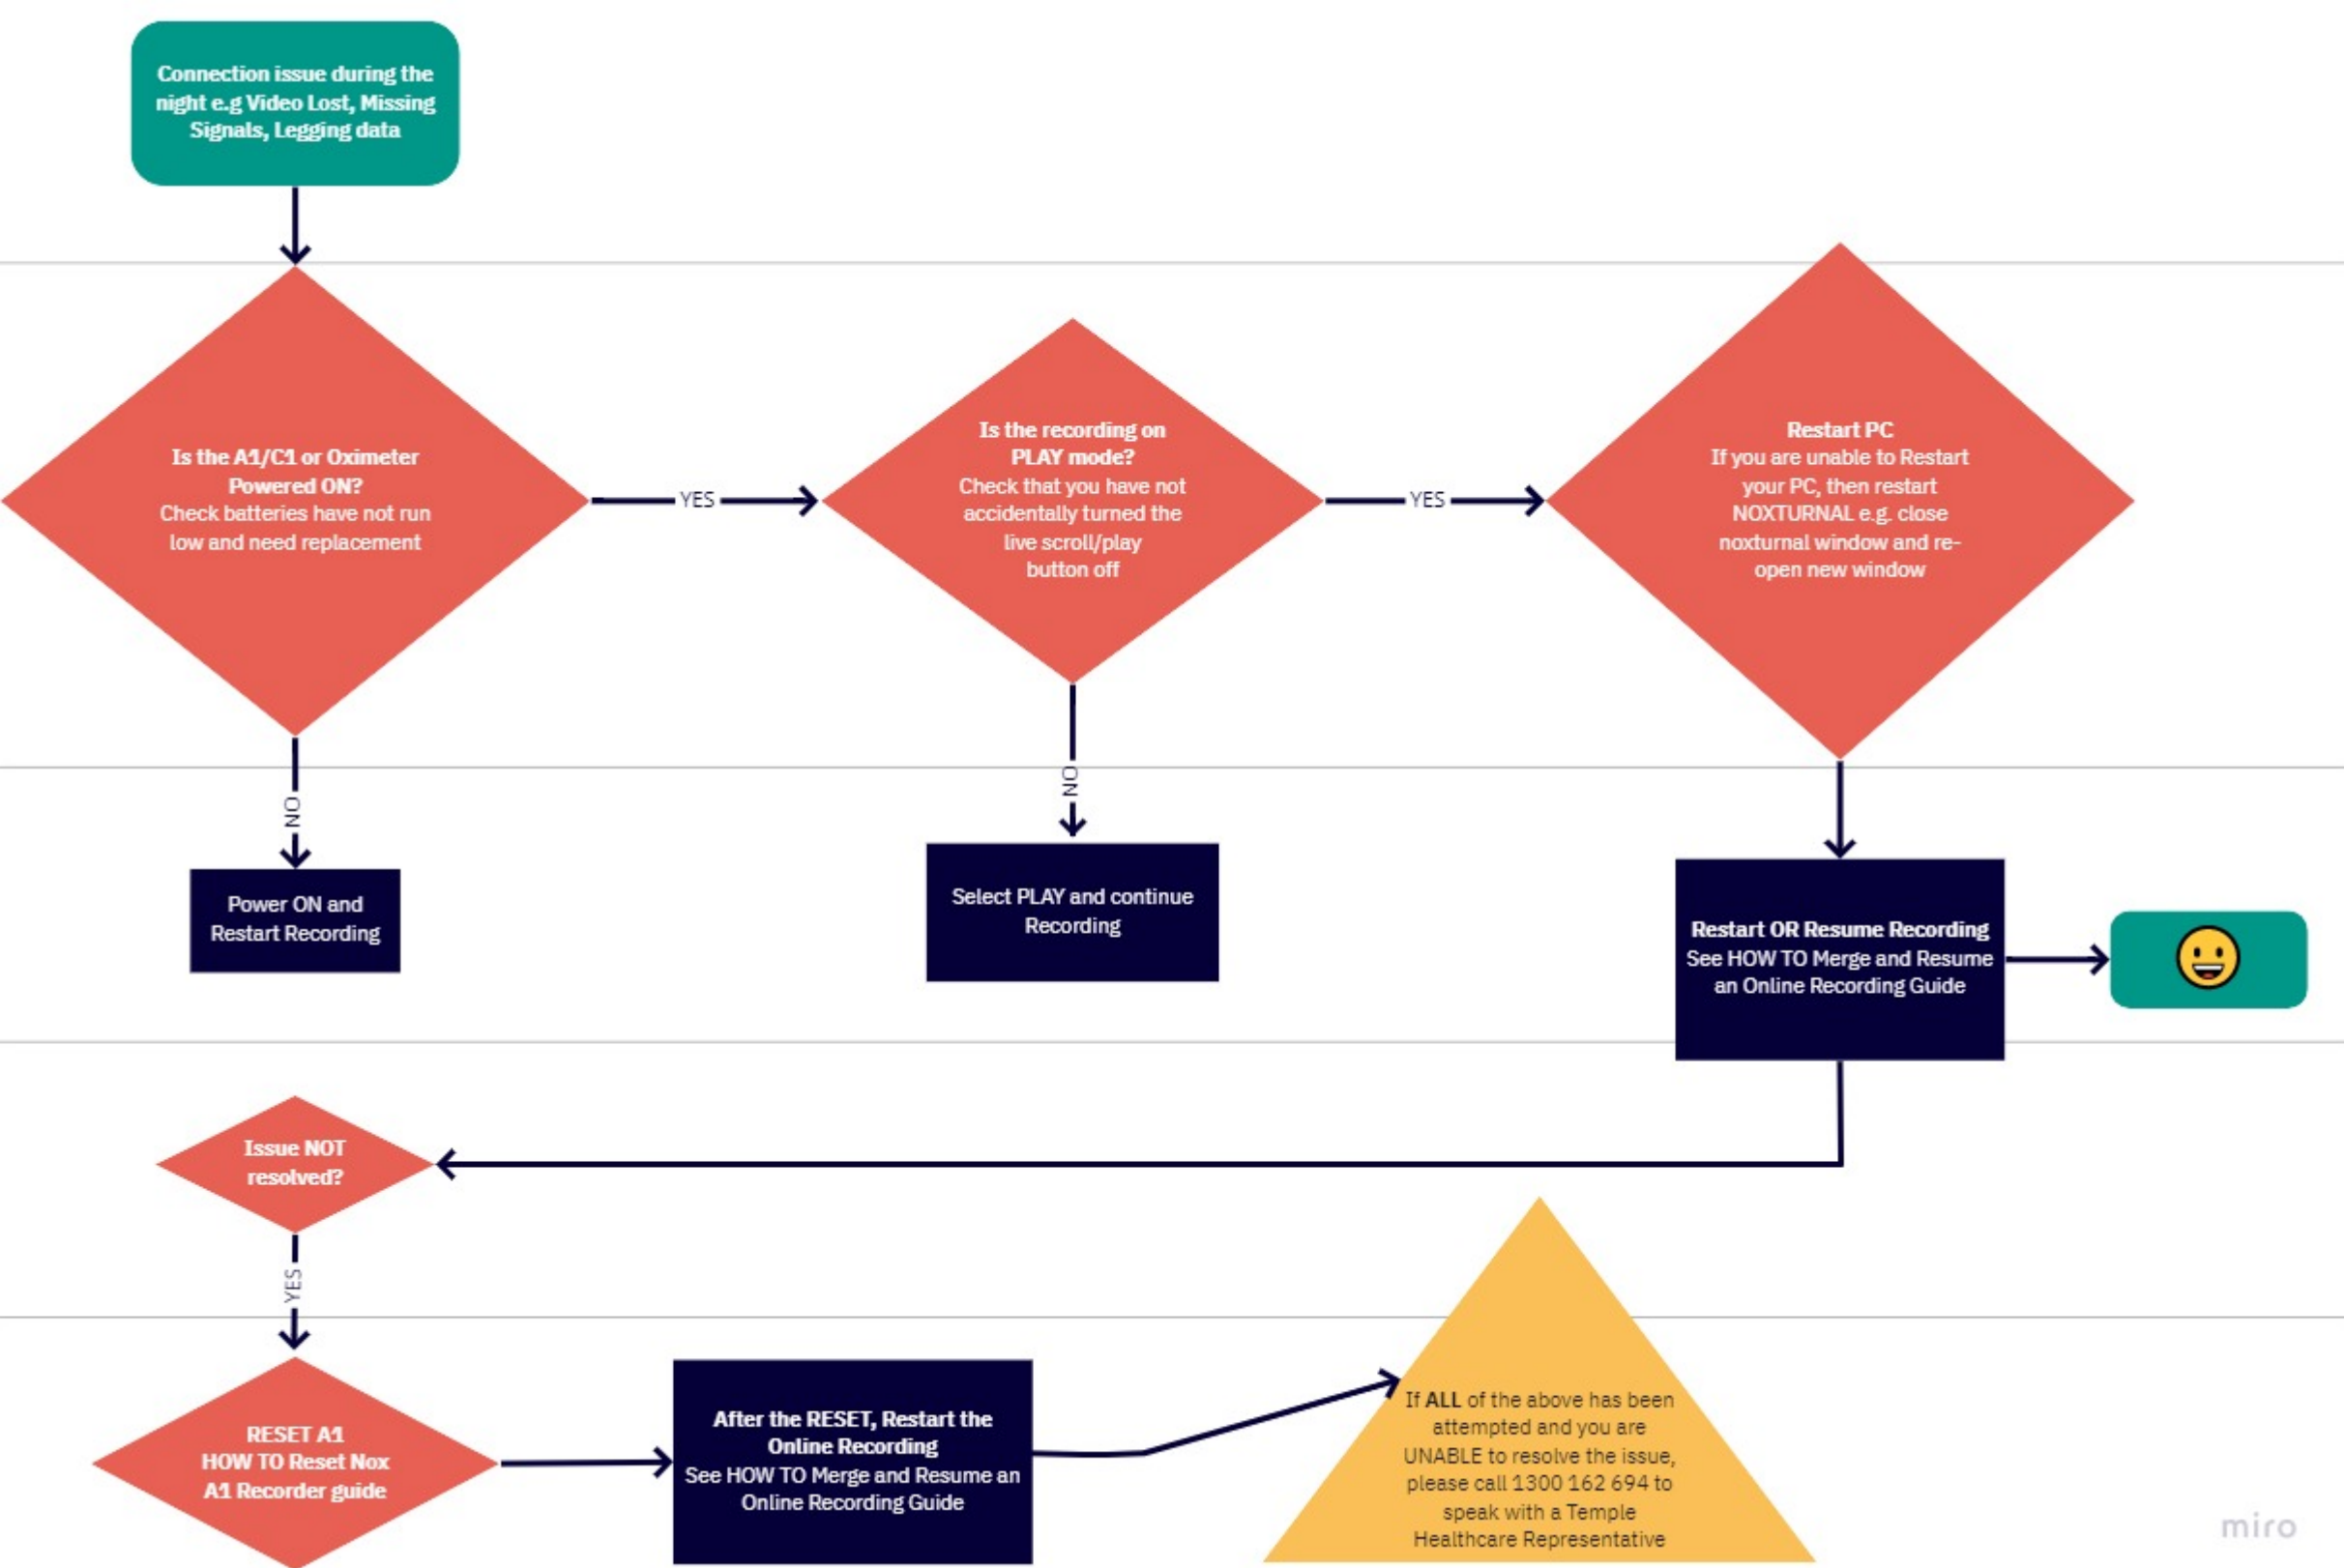 Connection issue during the
night e.g Video Lost, Missing
Signals, Legging data
Is the A1/C1 or Oximeter
Powered ON?
Check batteries have not run
low and need replacement
YES
Is the recording on
PLAY mode?
Check that you have not
accidentally turned the
live scroll/play
button off
YES
Restart PC
If you are unable to Restart
your PC, then restart
NOXTURNAL e.g. close
noxturnal window and re-
open new window
NO
NO
Power ON and
Restart Recording
Select PLAY and continue
Recording
Restart OR Resume Recording
See HOW TO Merge and Resume
an Online Recording Guide
Issue NOT
resolved?
YES
RESET A1
HOW TO Reset Nox
A1 Recorder guide
After the RESET, Restart the
Online Recording
See HOW TO Merge and Resume an
Online Recording Guide
If ALL of the above has been
attempted and you are
UNABLE to resolve the issue,
please call 1300 162 694 to
speak with a Temple
Healthcare Representative
miro